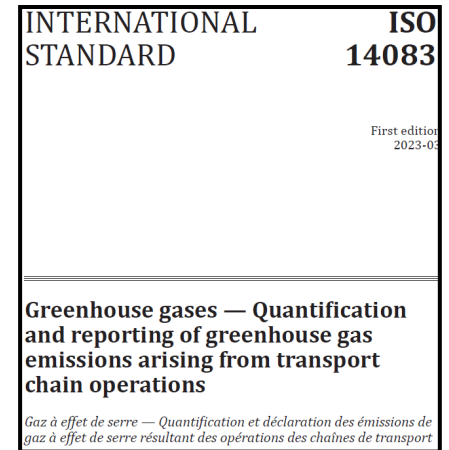 INTERNATIONAL STANDARD
ISO 14083
First edition
2023-03
Greenhouse gases — Quantification
and reporting of greenhouse gas
emissions arising from transport
chain operations
Gaz à effet de serre — Quantification et déclaration des émissions de
gaz à effet de serre résultant des opérations des chaînes de transport